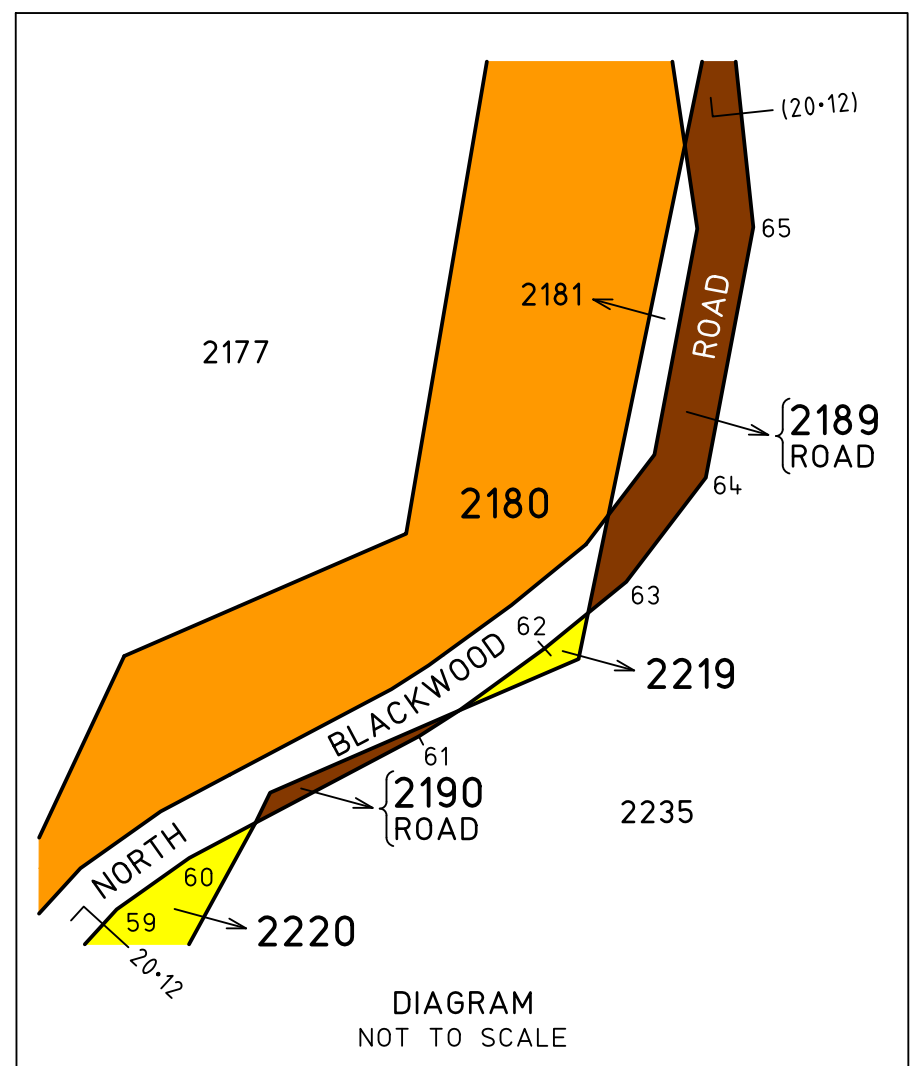 (20·12)
65
2181
ROAD
2177
2189
ROAD
64
2180
63
62
2219
BLACKWOOD
61
2190
ROAD
2235
NORTH
60
59
2220
20·12
DIAGRAM
NOT TO SCALE